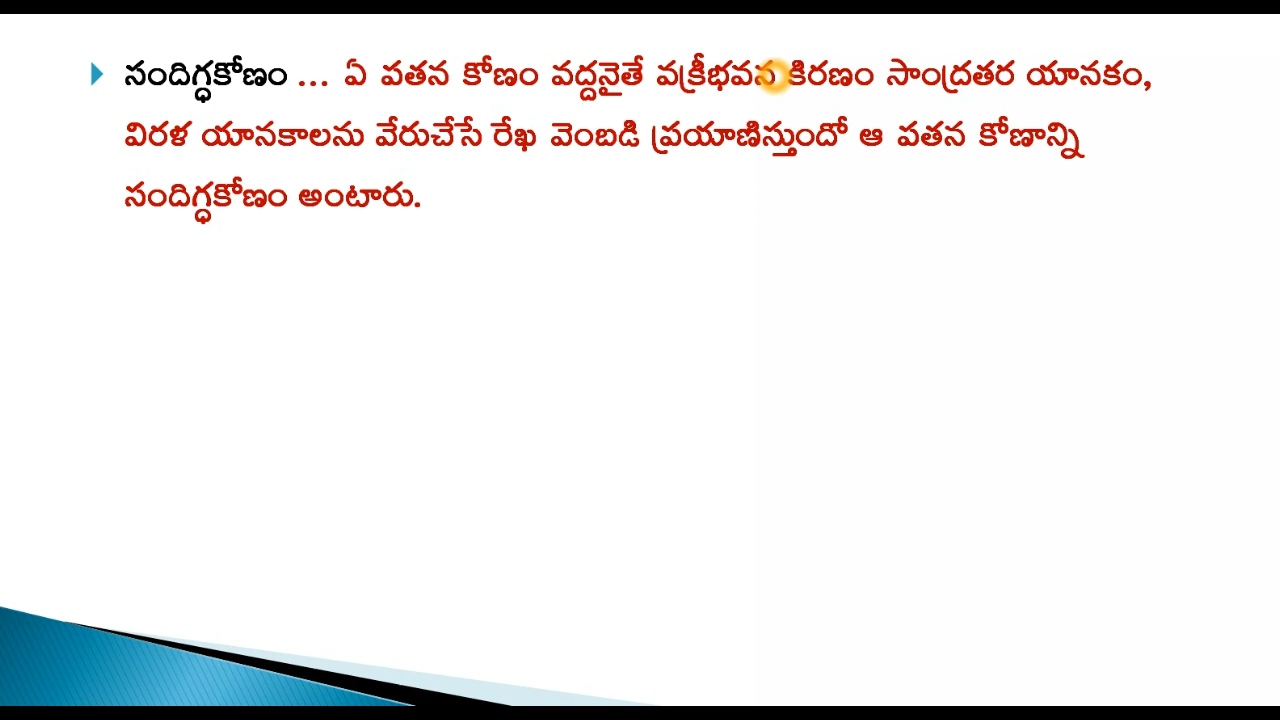 సందిగ్ధకోణం ... ఏ పతన కోణం వద్దనైతే వక్రీభవన కిరణం సాంద్రతర యానకం,
విరళ యానకాలను వేరుచేసే రేఖ వెంబడి ప్రయాణిస్తుందో ఆ పతన కోణాన్ని
సందిగ్ధకోణం అంటారు.